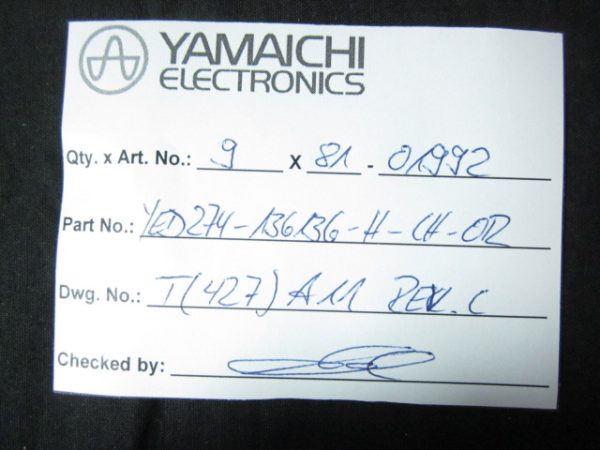 YAMAICHI
ELECTRONICS
Qty. x Art. No.: 9 x 81 - 01992
Part No.: YED274-136136-H-CH-OR
Dwg. No.: T(427) A11 REV. C
Checked by: